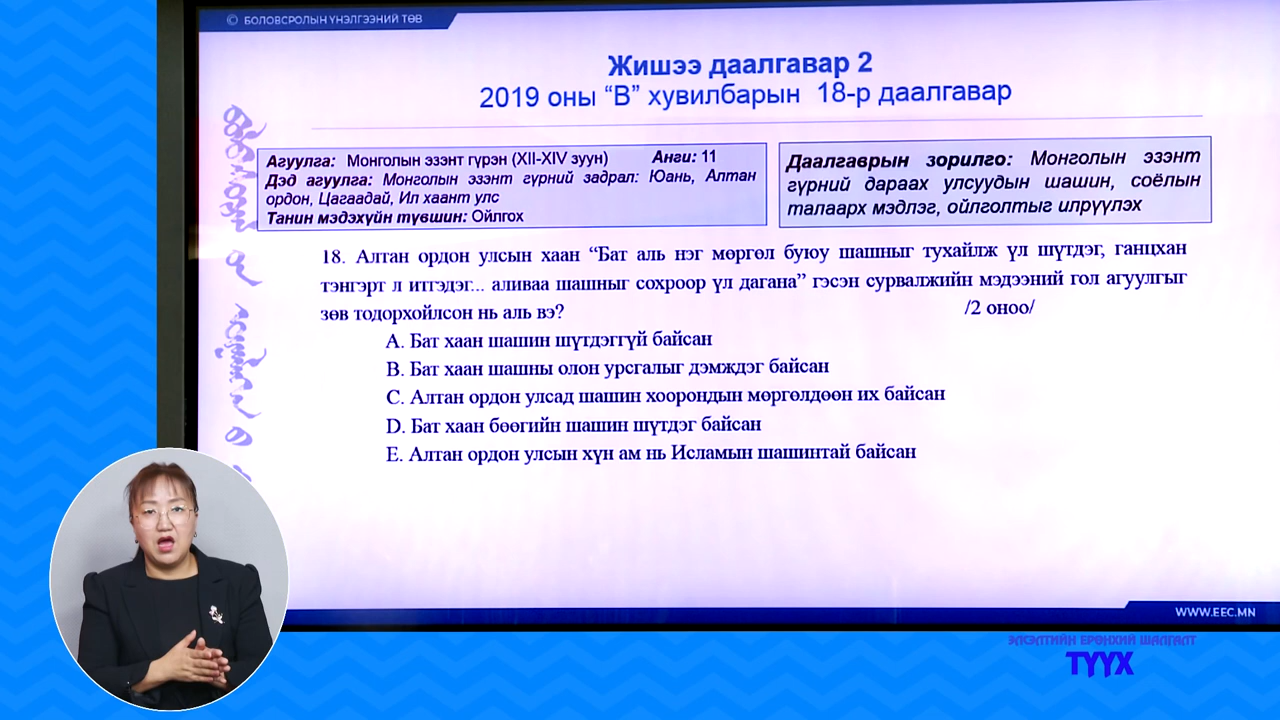 © БОЛОВСРОЛЫН ҮНЭЛГЭЭНИЙ ТӨВ
Жишээ даалгавар 2
2019 оны “B” хувилбарын 18-р даалгавар
Агуулга: Монголын эзэнт гүрэн (XII-XIV зуун) Анги: 11
Дэд агуулга: Монголын эзэнт гүрний задрал: Юань, Алтан
ордон, Цагаадай, Ил хаант улс
Танин мэдэхүйн түвшин: Ойлгох
Даалгаврын зорилго: Монголын эзэнт
гүрний дараах улсуудын шашин, соёлын
талаарх мэдлэг, ойлголтыг илрүүлэх
18. Алтан ордон улсын хаан “Бат аль нэг мөргөл буюу шашныг тухайлж үл шүтдэг, ганцхан
тэнгэрт л итгэдэг... аливаа шашныг сохроор үл дагана” гэсэн сурвалжийн мэдээний гол агуулгыг
зөв тодорхойлсон нь аль вэ? /2 оноо/
A. Бат хаан шашин шүтдэггүй байсан
B. Бат хаан шашны олон урсгалыг дэмждэг байсан
C. Алтан ордон улсад шашин хоорондын мөргөлдөөн их байсан
D. Бат хаан бөөгийн шашин шүтдэг байсан
E. Алтан ордон улсын хүн ам нь Исламын шашинтай байсан
WWW.EEC.MN
ЭЛСЭЛТИЙН ЕРӨНХИЙ ШАЛГАЛТ
ТҮҮХ